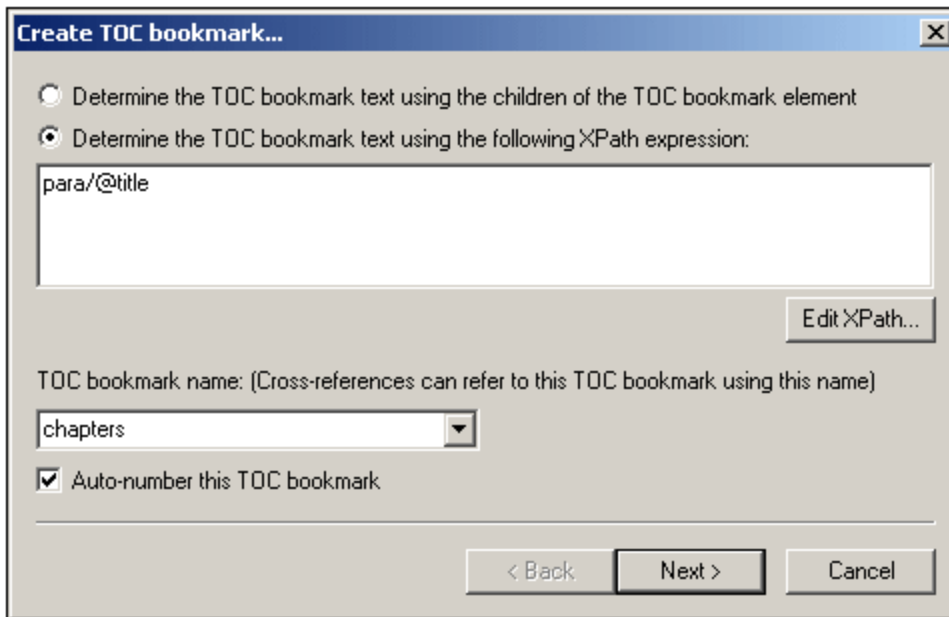 Create TOC bookmark...
Determine the TOC bookmark text using the children of the TOC bookmark element
Determine the TOC bookmark text using the following XPath expression:
para/@title
Edit XPath...
TOC bookmark name: (Cross-references can refer to this TOC bookmark using this name)
chapters
Auto-number this TOC bookmark
< Back Next > Cancel